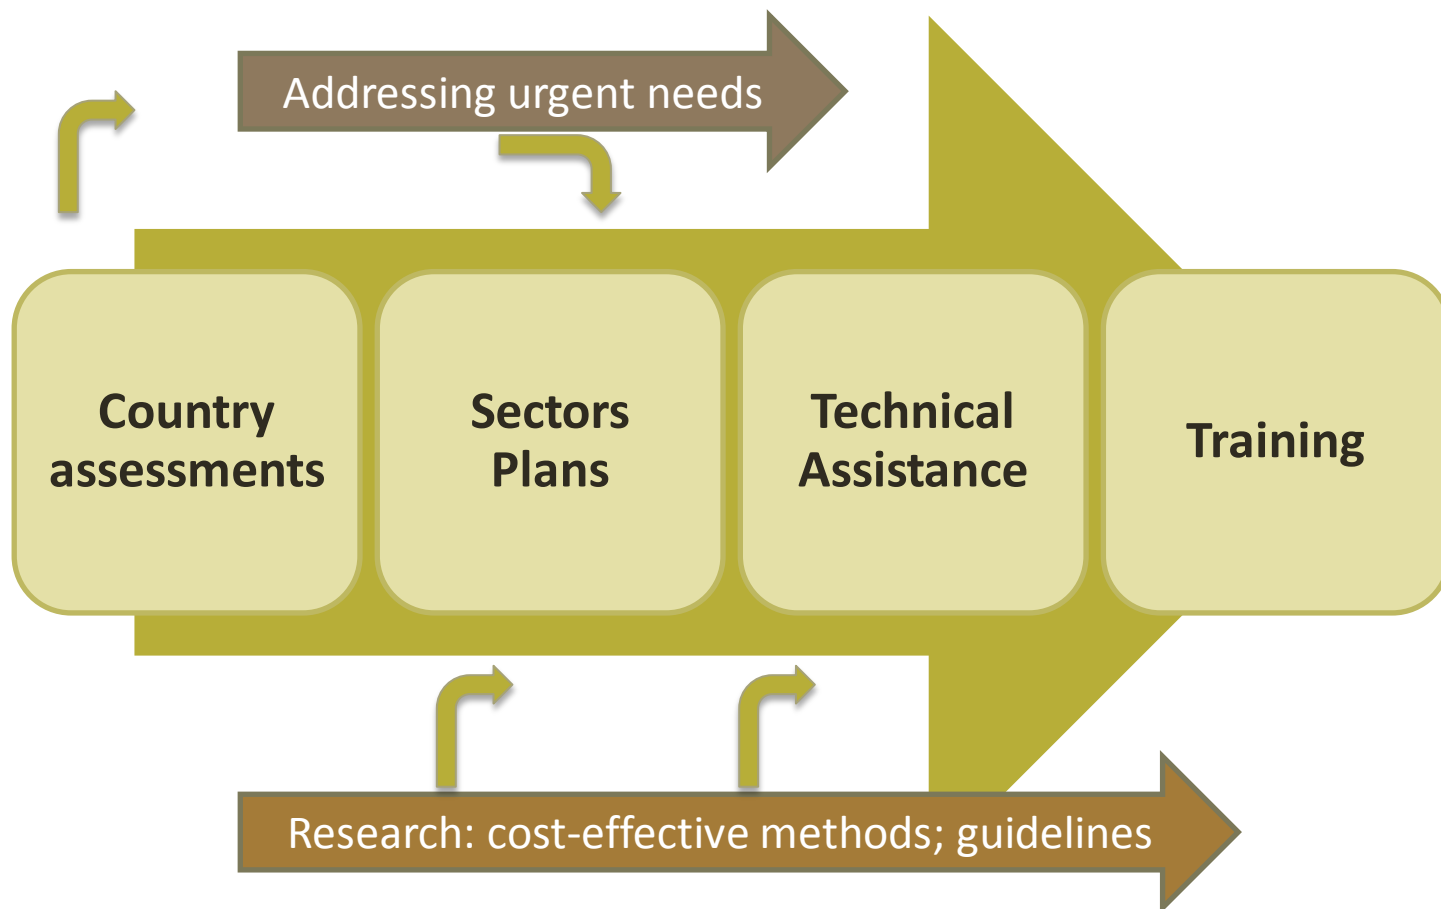 Addressing urgent needs
Country
assessments
Sectors
Plans
Technical
Assistance
Training
Research: cost-effective methods; guidelines